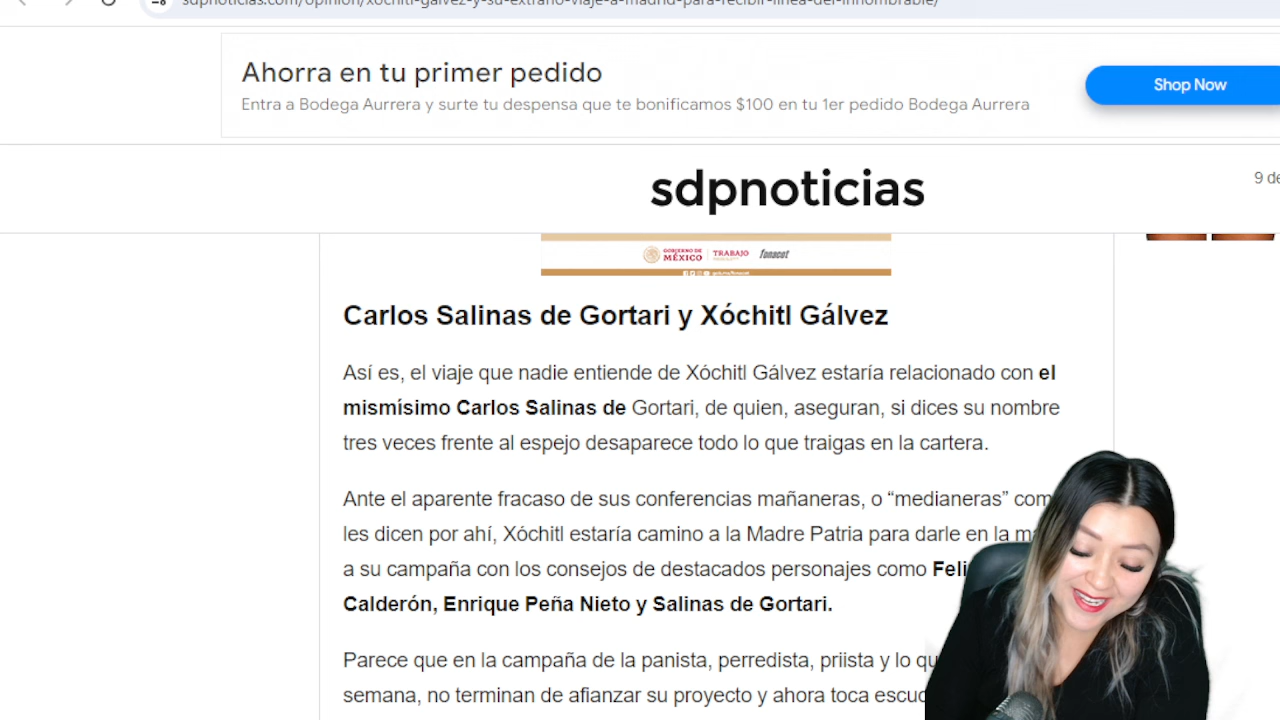 sdpnoticias.com/opinion/xochitl-galvez-y-su-extrano-viaje-a-madrid-para-recibir-linea-del-innombrable/
Ahorra en tu primer pedido
Entra a Bodega Aurrera y surte tu despensa que te bonificamos $100 en tu 1er pedido Bodega Aurrera
Shop Now
sdpnoticias
9 de
GOBIERNO DE MÉXICO TRABAJO fonacot
Carlos Salinas de Gortari y Xóchitl Gálvez
Así es, el viaje que nadie entiende de Xóchitl Gálvez estaría relacionado con el
mismísimo Carlos Salinas de Gortari, de quien, aseguran, si dices su nombre
tres veces frente al espejo desaparece todo lo que traigas en la cartera.
Ante el aparente fracaso de sus conferencias mañaneras, o “medianeras” com
les dicen por ahí, Xóchitl estaría camino a la Madre Patria para darle en la
a su campaña con los consejos de destacados personajes como Feli
Calderón, Enrique Peña Nieto y Salinas de Gortari.
Parece que en la campaña de la panista, perredista, priista y lo qu
semana, no terminan de afianzar su proyecto y ahora toca escuc